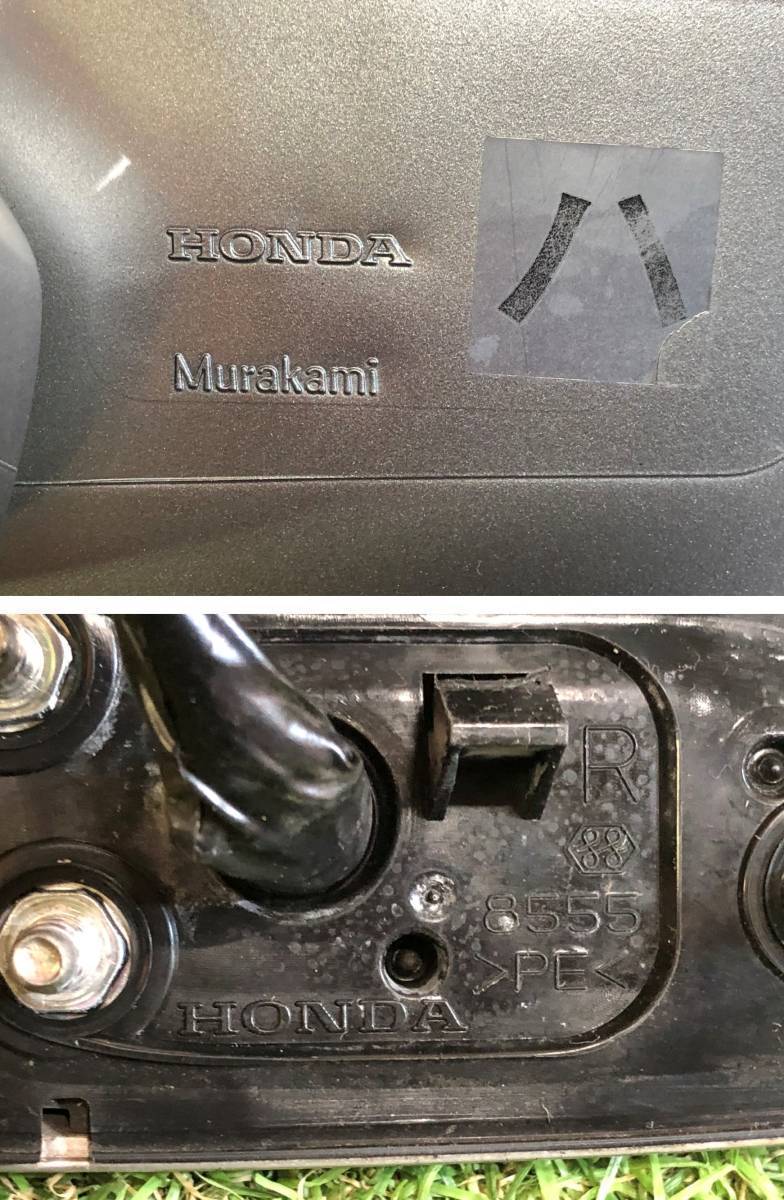 HONDA
Murakami
ハ
R
8555
>PE<
HONDA